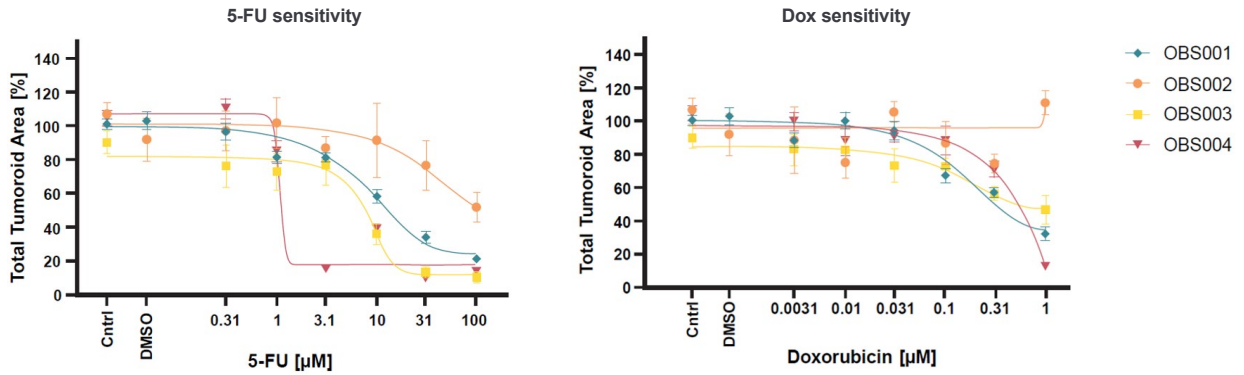 5-FU sensitivity
Total Tumoroid Area [%]
140
120
100
80
60
40
20
0
Cntrl
DMSO
0.31
1
3.1
10
31
100
5-FU [µM]
Dox sensitivity
Total Tumoroid Area [%]
140
120
100
80
60
40
20
0
Cntrl
DMSO
0.0031
0.01
0.031
0.1
0.31
1
Doxorubicin [µM]
OBS001
OBS002
OBS003
OBS004